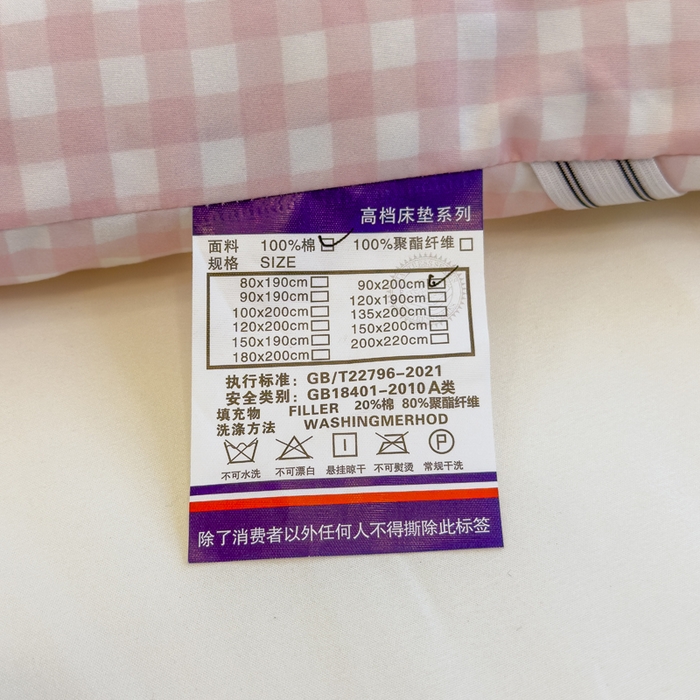 高档床垫系列
面料 100%棉 100%聚酯纤维
规格 SIZE
80x190cm 90x200cm
90x190cm 120x190cm
100x200cm 135x200cm
120x200cm 150x200cm
150x190cm 200x220cm
180x200cm
执行标准：GB/T22796-2021
安全类别：GB18401-2010A类
填充物 FILLER 20%棉 80%聚酯纤维
洗涤方法 WASHINGMERHOD
P
不可水洗 不可漂白 悬挂晾干 不可熨烫 常规干洗
除了消费者以外任何人不得撕除此标签